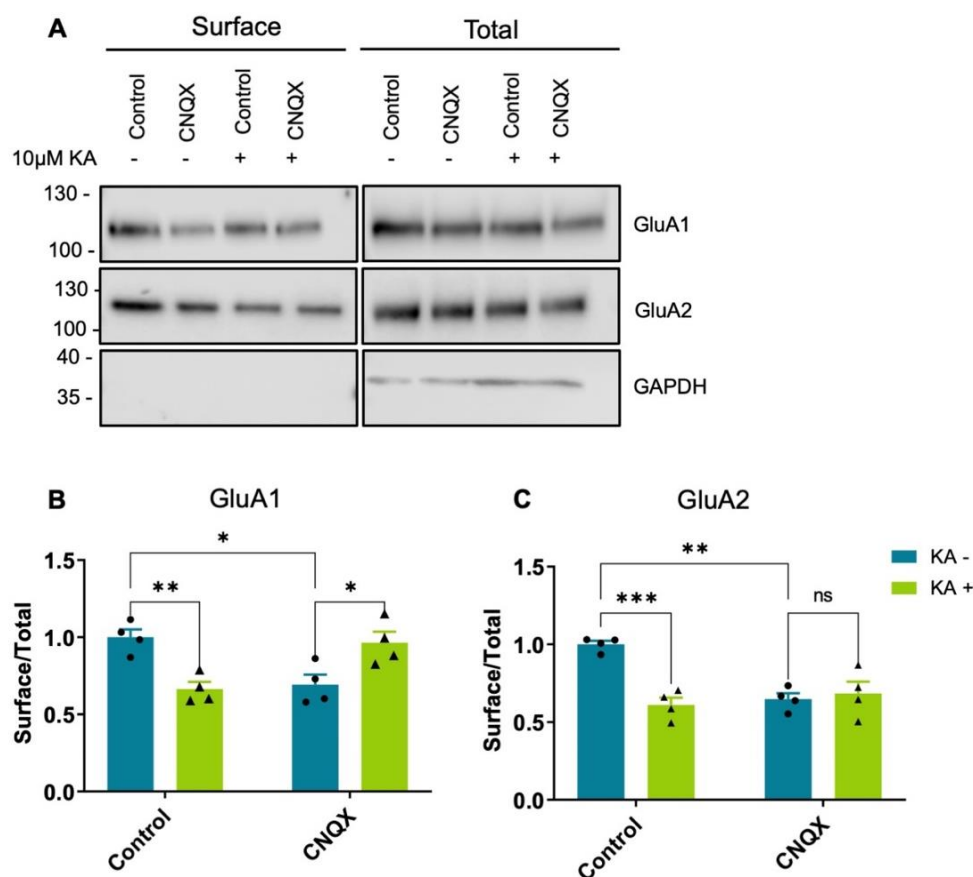 A
Surface Total
Control CNQX Control CNQX Control CNQX Control CNQX
10µM KA - - + + - - + +
130 -
GluA1
100 -
130 -
GluA2
100 -
40 -
GAPDH
35 -
B GluA1
Surface/Total
1.5
1.0
0.5
0.0
*
**
*
Control CNQX
C GluA2
Surface/Total
1.5
1.0
0.5
0.0
**
***
ns
Control CNQX
KA -
KA +